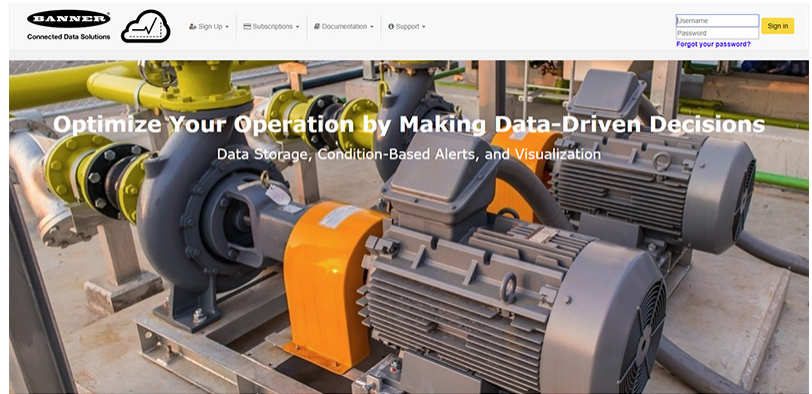 BANNER
Connected Data Solutions
Sign Up
Subscriptions
Documentation
Support
Username
Password
Sign in
Forgot your password?
Optimize Your Operation by Making Data-Driven Decisions
Data Storage, Condition-Based Alerts, and Visualization